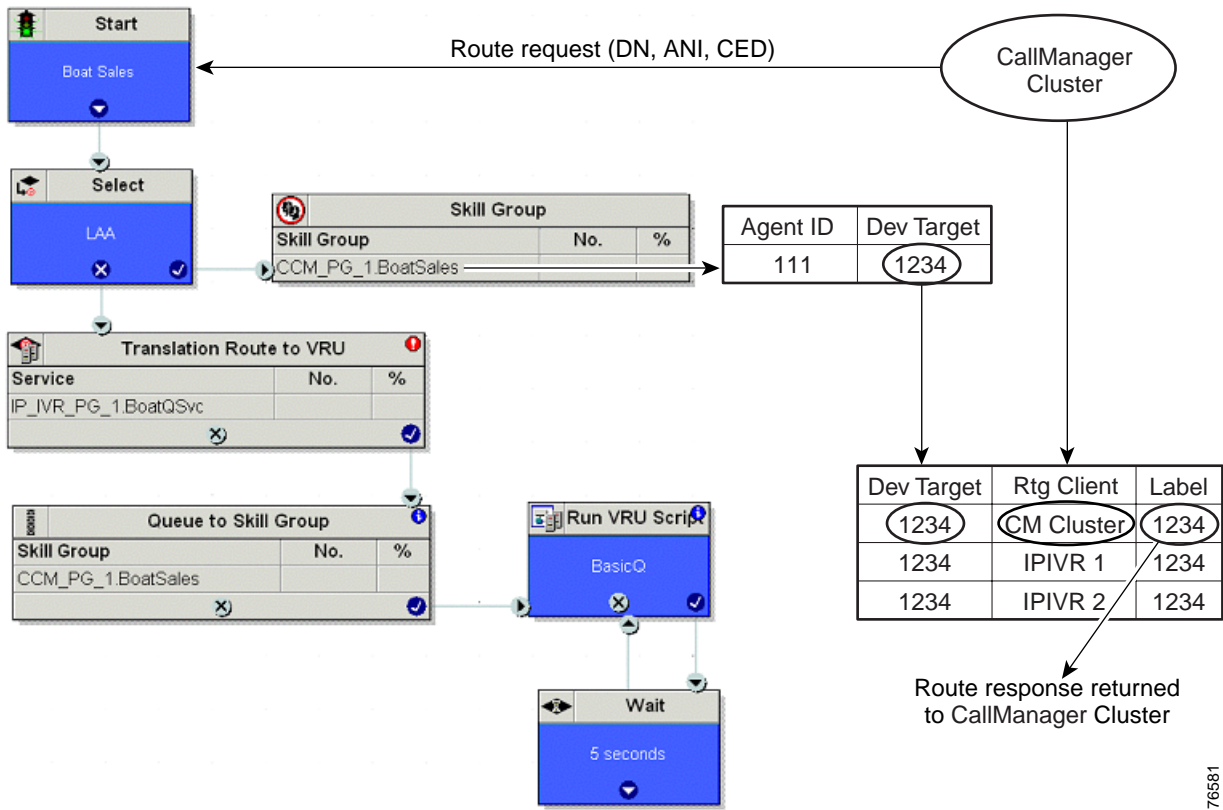 Start
Boat Sales
Route request (DN, ANI, CED)
CallManager
Cluster
Select
LAA
Skill Group
Skill Group No. %
CCM_PG_1.BoatSales
Agent ID Dev Target
111 1234
Translation Route to VRU
Service No. %
IP_IVR_PG_1.BoatQSvc
Queue to Skill Group
Skill Group No. %
CCM_PG_1.BoatSales
Run VRU Script
BasicQ
Wait
5 seconds
Dev Target Rtg Client Label
1234 CM Cluster 1234
1234 IPIVR 1 1234
1234 IPIVR 2 1234
Route response returned
to CallManager Cluster
76581